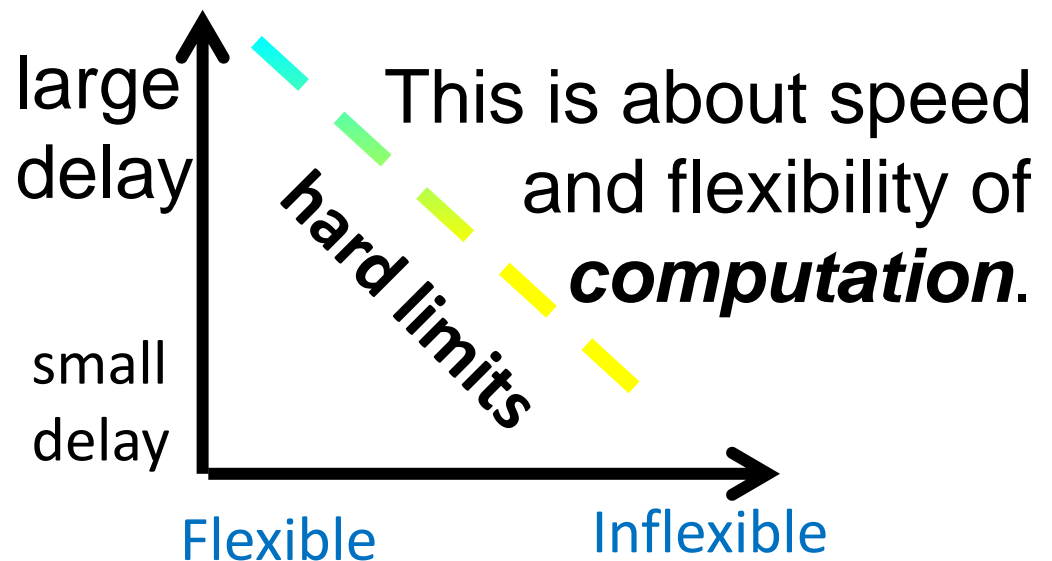 large
delay
This is about speed
and flexibility of
computation.
hard limits
small
delay
Flexible
Inflexible